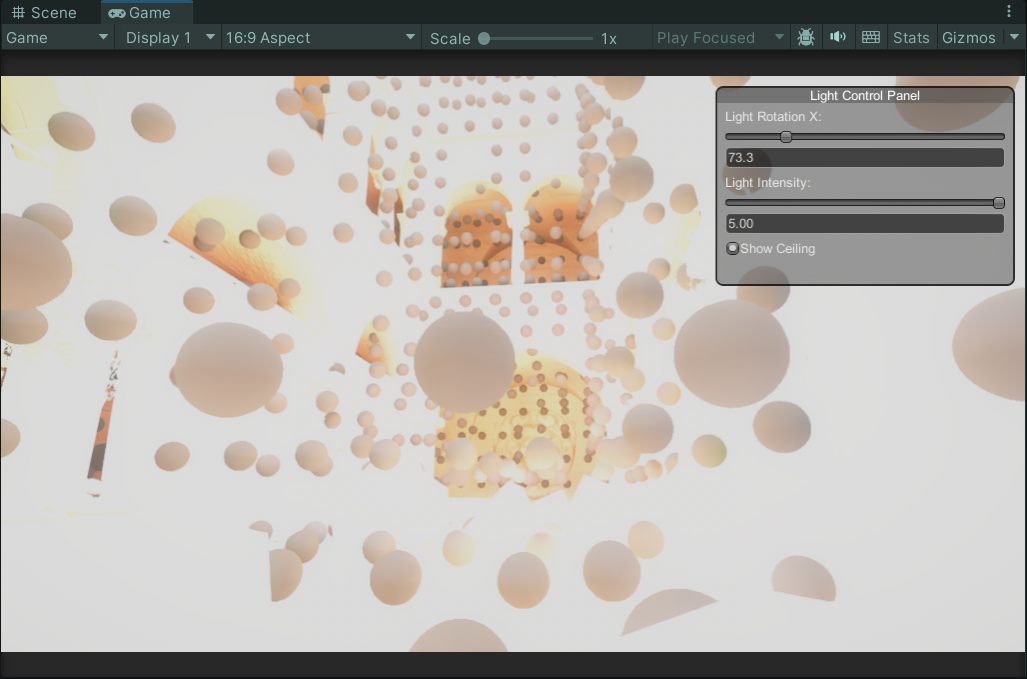 Scene Game
Game Display 1 16:9 Aspect Scale 1x Play Focused Stats Gizmos
Light Control Panel
Light Rotation X:
73.3
Light Intensity:
5.00
Show Ceiling